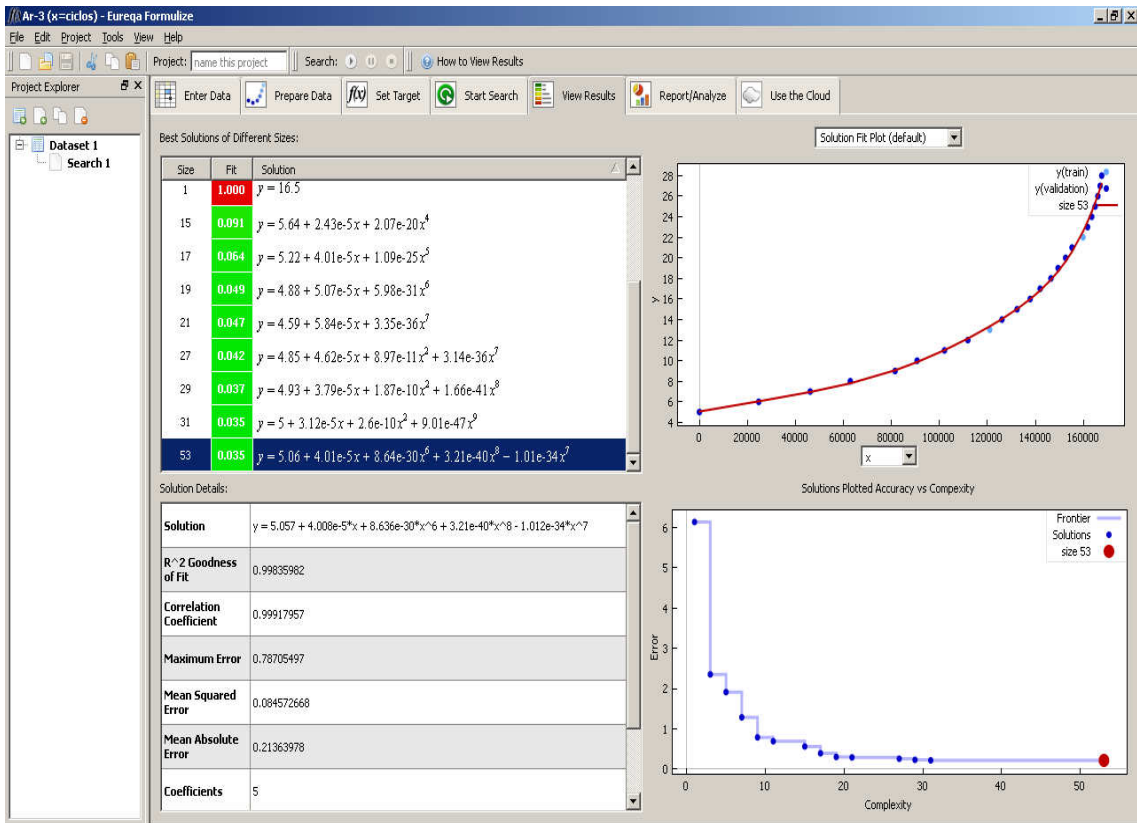 Ar-3 (x=ciclos) - Eureqa Formulize
File Edit Project Tools View Help
Project: name this project Search: How to View Results
Project Explorer
Dataset 1
Search 1
Enter Data Prepare Data f(x) Set Target Start Search View Results Report/Analyze Use the Cloud
Best Solutions of Different Sizes:
Size Fit Solution
1 1.000 y = 16.5
15 0.091 y = 5.64 + 2.43e-5x + 2.07e-20x^4
17 0.064 y = 5.22 + 4.01e-5x + 1.09e-25x^5
19 0.049 y = 4.88 + 5.07e-5x + 5.98e-31x^6
21 0.047 y = 4.59 + 5.84e-5x + 3.35e-36x^7
27 0.042 y = 4.85 + 4.62e-5x + 8.97e-11x^2 + 3.14e-36x^7
29 0.037 y = 4.93 + 3.79e-5x + 1.87e-10x^2 + 1.66e-41x^8
31 0.035 y = 5 + 3.12e-5x + 2.6e-10x^2 + 9.01e-47x^9
53 0.035 y = 5.06 + 4.01e-5x + 8.64e-30x^6 + 3.21e-40x^8 − 1.01e-34x^7
Solution Fit Plot (default)
y(train)
y(validation)
size 53
28
26
24
22
20
18
16
14
12
10
8
6
4
y
0 20000 40000 60000 80000 100000 120000 140000 160000
x
Solution Details:
Solution y = 5.057 + 4.008e-5*x + 8.636e-30*x^6 + 3.21e-40*x^8 - 1.012e-34*x^7
R^2 Goodness of Fit 0.99835982
Correlation Coefficient 0.99917957
Maximum Error 0.78705497
Mean Squared Error 0.084572668
Mean Absolute Error 0.21363978
Coefficients 5
Solutions Plotted Accuracy vs Compexity
Frontier
Solutions
size 53
6
5
4
3
2
1
0
Error
0 10 20 30 40 50
Complexity